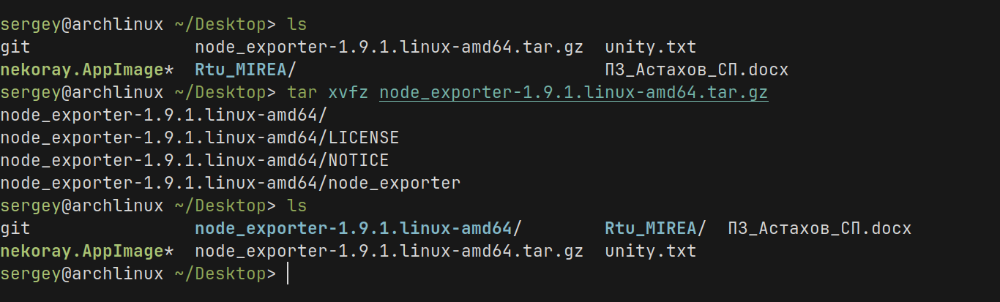 sergey@archlinux ~/Desktop> ls
git                node_exporter-1.9.1.linux-amd64.tar.gz  unity.txt
nekoray.AppImage*  Rtu_MIREA/                              ПЗ_Астахов_СП.docx
sergey@archlinux ~/Desktop> tar xvfz node_exporter-1.9.1.linux-amd64.tar.gz
node_exporter-1.9.1.linux-amd64/
node_exporter-1.9.1.linux-amd64/LICENSE
node_exporter-1.9.1.linux-amd64/NOTICE
node_exporter-1.9.1.linux-amd64/node_exporter
sergey@archlinux ~/Desktop> ls
git                node_exporter-1.9.1.linux-amd64/        Rtu_MIREA/  ПЗ_Астахов_СП.docx
nekoray.AppImage*  node_exporter-1.9.1.linux-amd64.tar.gz  unity.txt
sergey@archlinux ~/Desktop>